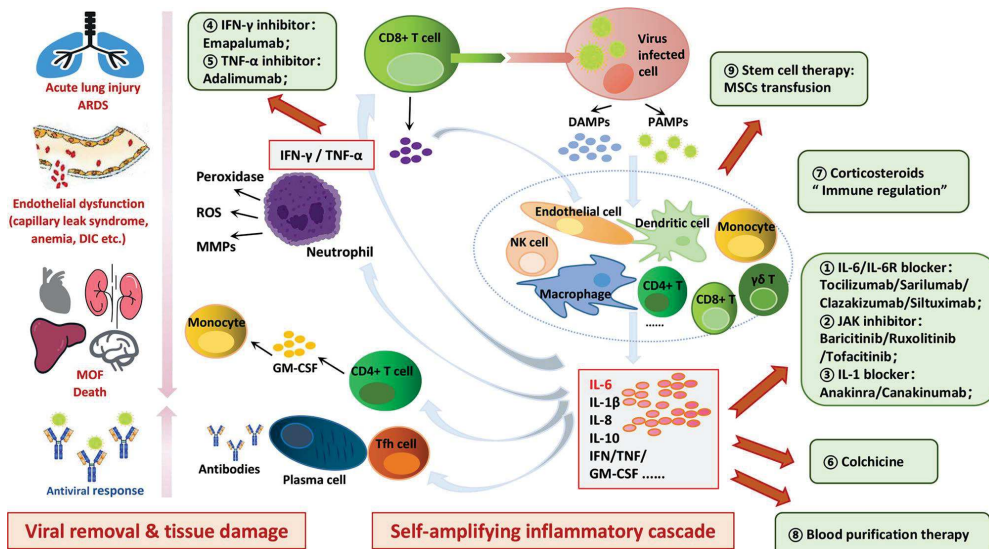 Acute lung injury
ARDS
Endothelial dysfunction
(capillary leak syndrome,
anemia, DIC etc.)
MOF
Death
Antiviral response
Viral removal & tissue damage
④ IFN-γ inhibitor:
Emapalumab;
⑤ TNF-α inhibitor:
Adalimumab;
IFN-γ / TNF-α
Peroxidase
ROS
MMPs
Neutrophil
Monocyte
GM-CSF
CD4+ T cell
Antibodies
Plasma cell
Tfh cell
CD8+ T cell
Virus
infected
cell
DAMPs
PAMPs
Endothelial cell
Dendritic cell
Monocyte
NK cell
Macrophage
CD4+ T
......
CD8+ T
γδ T
IL-6
IL-1β
IL-8
IL-10
IFN/TNF/
GM-CSF ......
Self-amplifying inflammatory cascade
⑨ Stem cell therapy:
MSCs transfusion
⑦ Corticosteroids
“ Immune regulation”
① IL-6/IL-6R blocker:
Tocilizumab/Sarilumab/
Clazakizumab/Siltuximab;
② JAK inhibitor:
Baricitinib/Ruxolitinib
/Tofacitinib;
③ IL-1 blocker:
Anakinra/Canakinumab;
⑥ Colchicine
⑧ Blood purification therapy